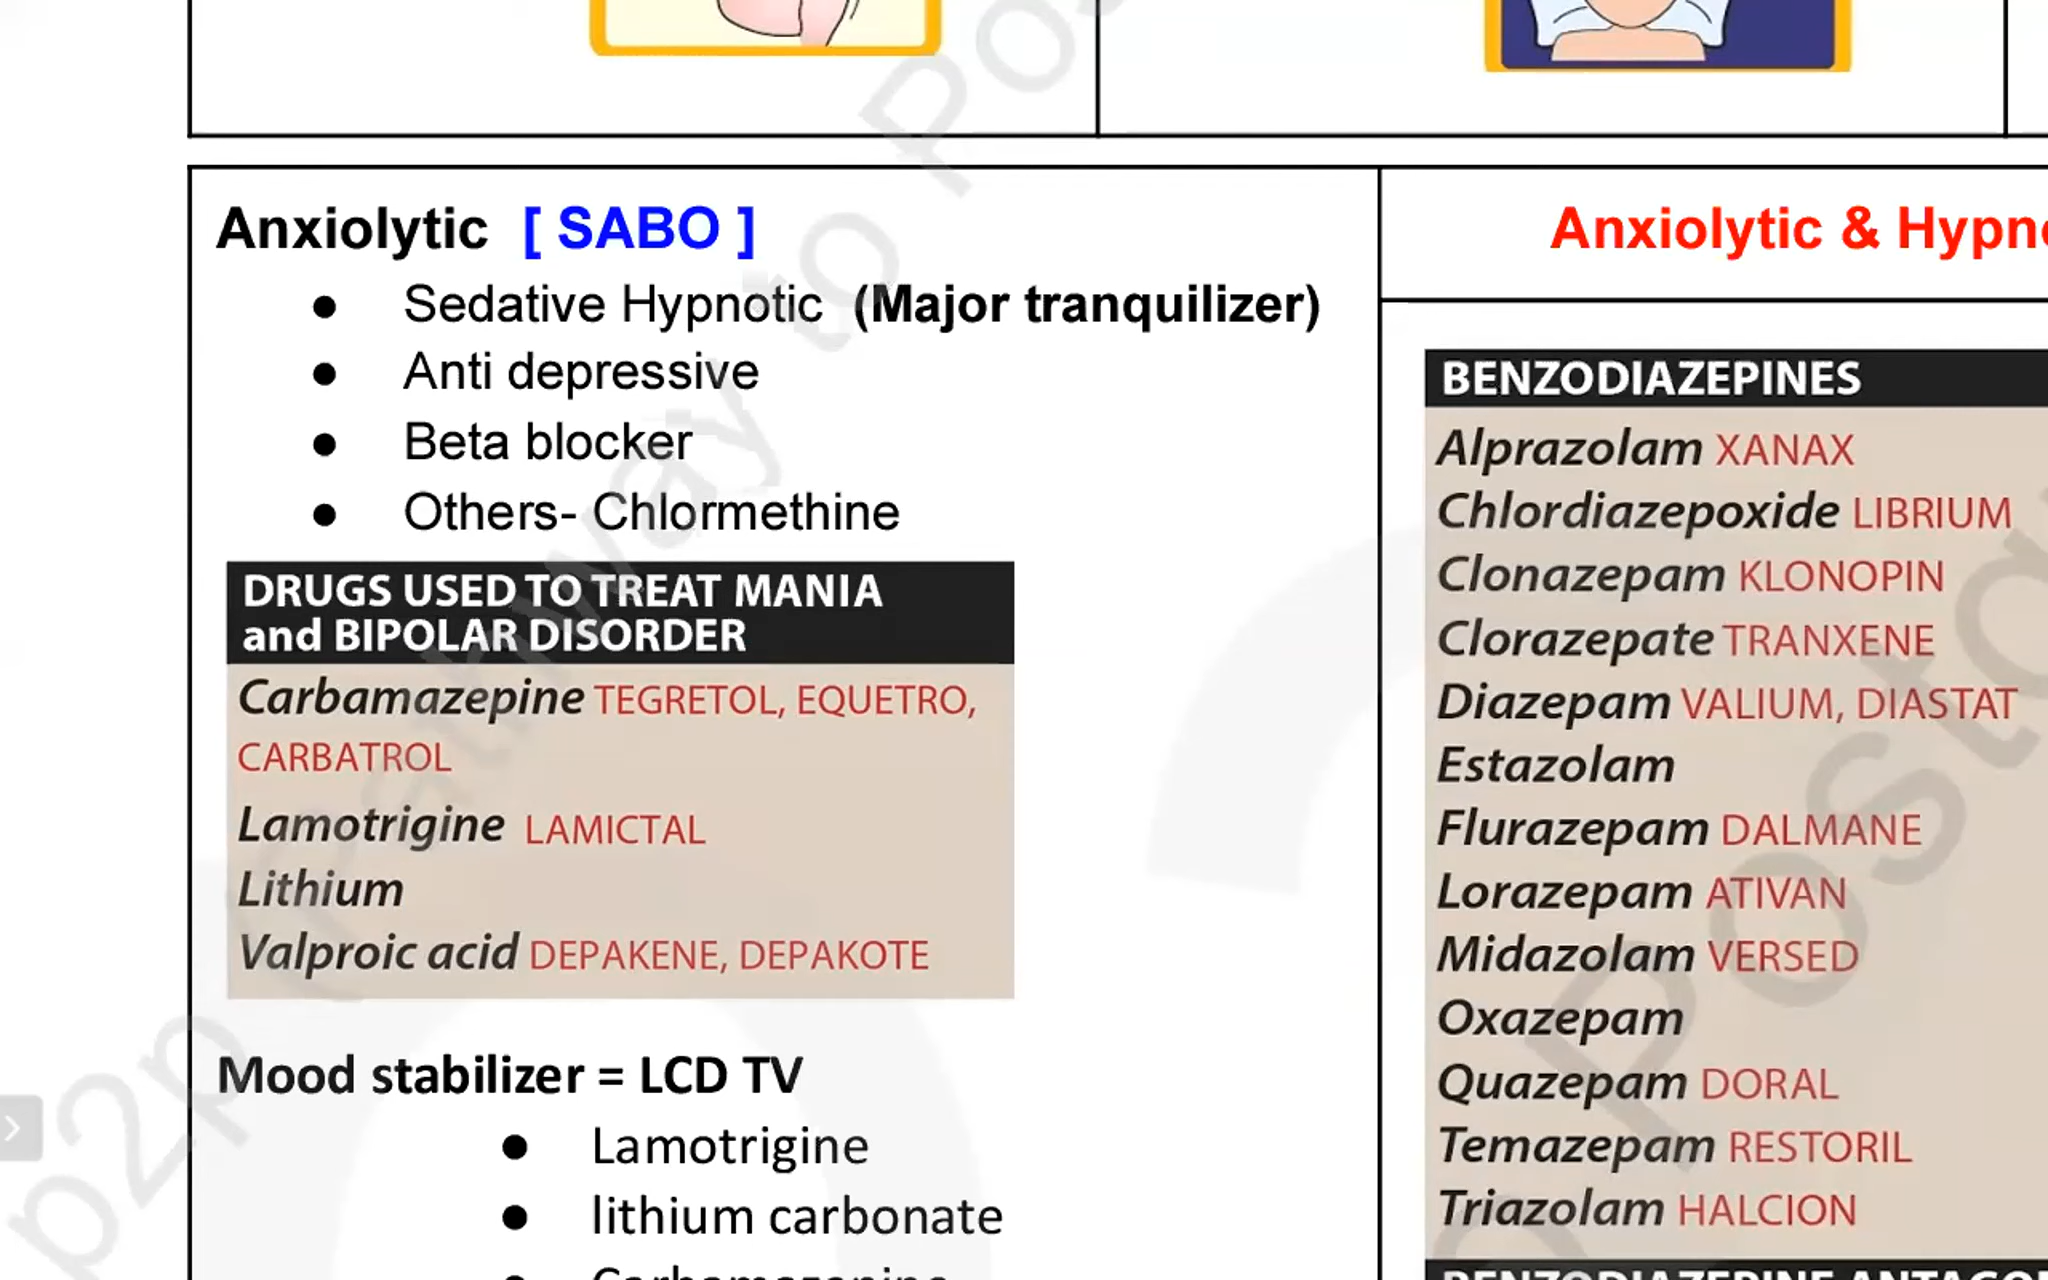 Anxiolytic [ SABO ]
● Sedative Hypnotic (Major tranquilizer)
● Anti depressive
● Beta blocker
● Others- Chlormethine
DRUGS USED TO TREAT MANIA
and BIPOLAR DISORDER
Carbamazepine TEGRETOL, EQUETRO,
CARBATROL
Lamotrigine LAMICTAL
Lithium
Valproic acid DEPAKENE, DEPAKOTE
Mood stabilizer = LCD TV
● Lamotrigine
● lithium carbonate
Anxiolytic &
BENZODIAZEPINES
Alprazolam XANAX
Chlordiazepoxide LIBRIUM
Clonazepam KLONOPIN
Clorazepate TRANXENE
Diazepam VALIUM, DIASTAT
Estazolam
Flurazepam DALMANE
Lorazepam ATIVAN
Midazolam VERSED
Oxazepam
Quazepam DORAL
Temazepam RESTORIL
Triazolam HALCION
p2p Pathway to